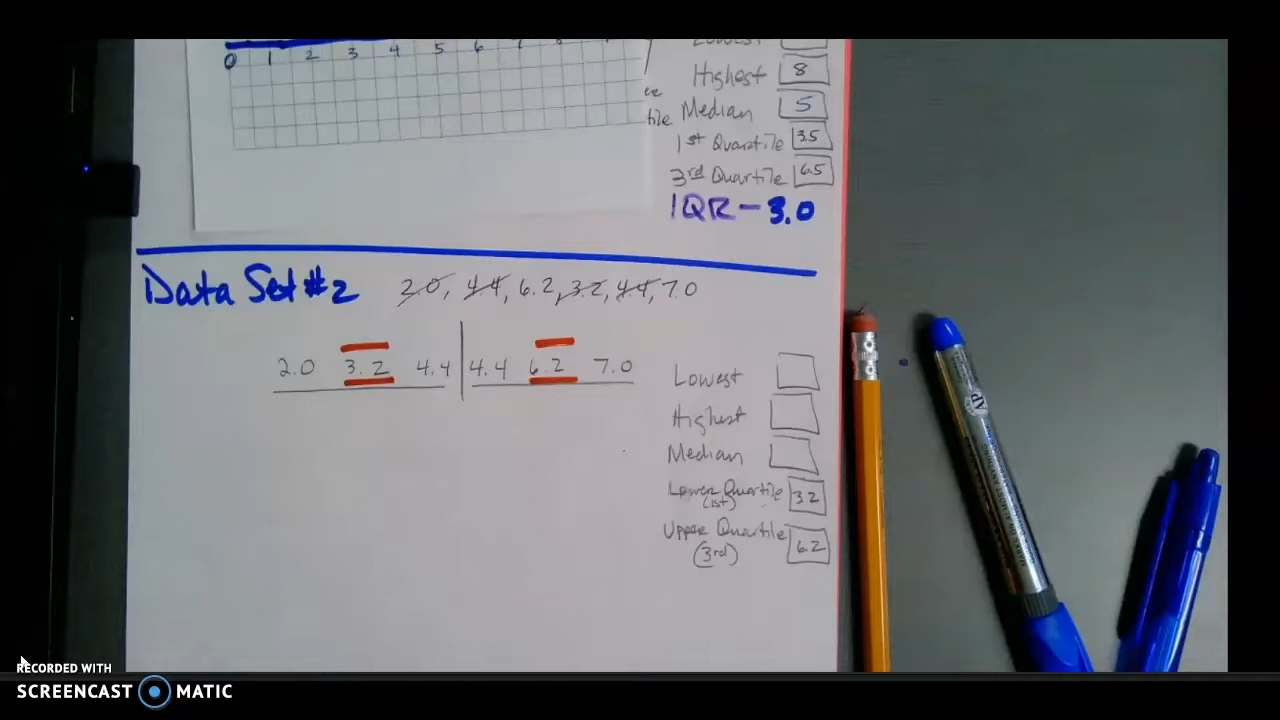 0 1 2 3 4 5 6
Lowest
Highest 8
Median 5
tile
1st Quartile 3.5
3rd Quartile 6.5
IQR - 3.0
Data Set #2 2.0, 4.4, 6.2, 3.2, 4.4, 7.0
2.0 3.2 4.4 4.4 6.2 7.0
Lowest
Highest
Median
Lower Quartile 3.2
(1st)
Upper Quartile 6.2
(3rd)
RECORDED WITH
SCREENCAST MATIC